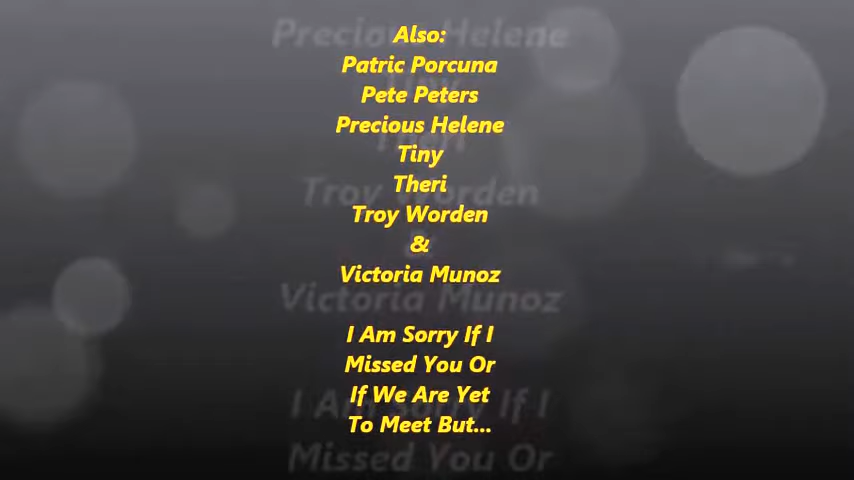 Also:
Patric Porcuna
Pete Peters
Precious Helene
Tiny
Theri
Troy Worden
&
Victoria Munoz
I Am Sorry If I
Missed You Or
If We Are Yet
To Meet But...